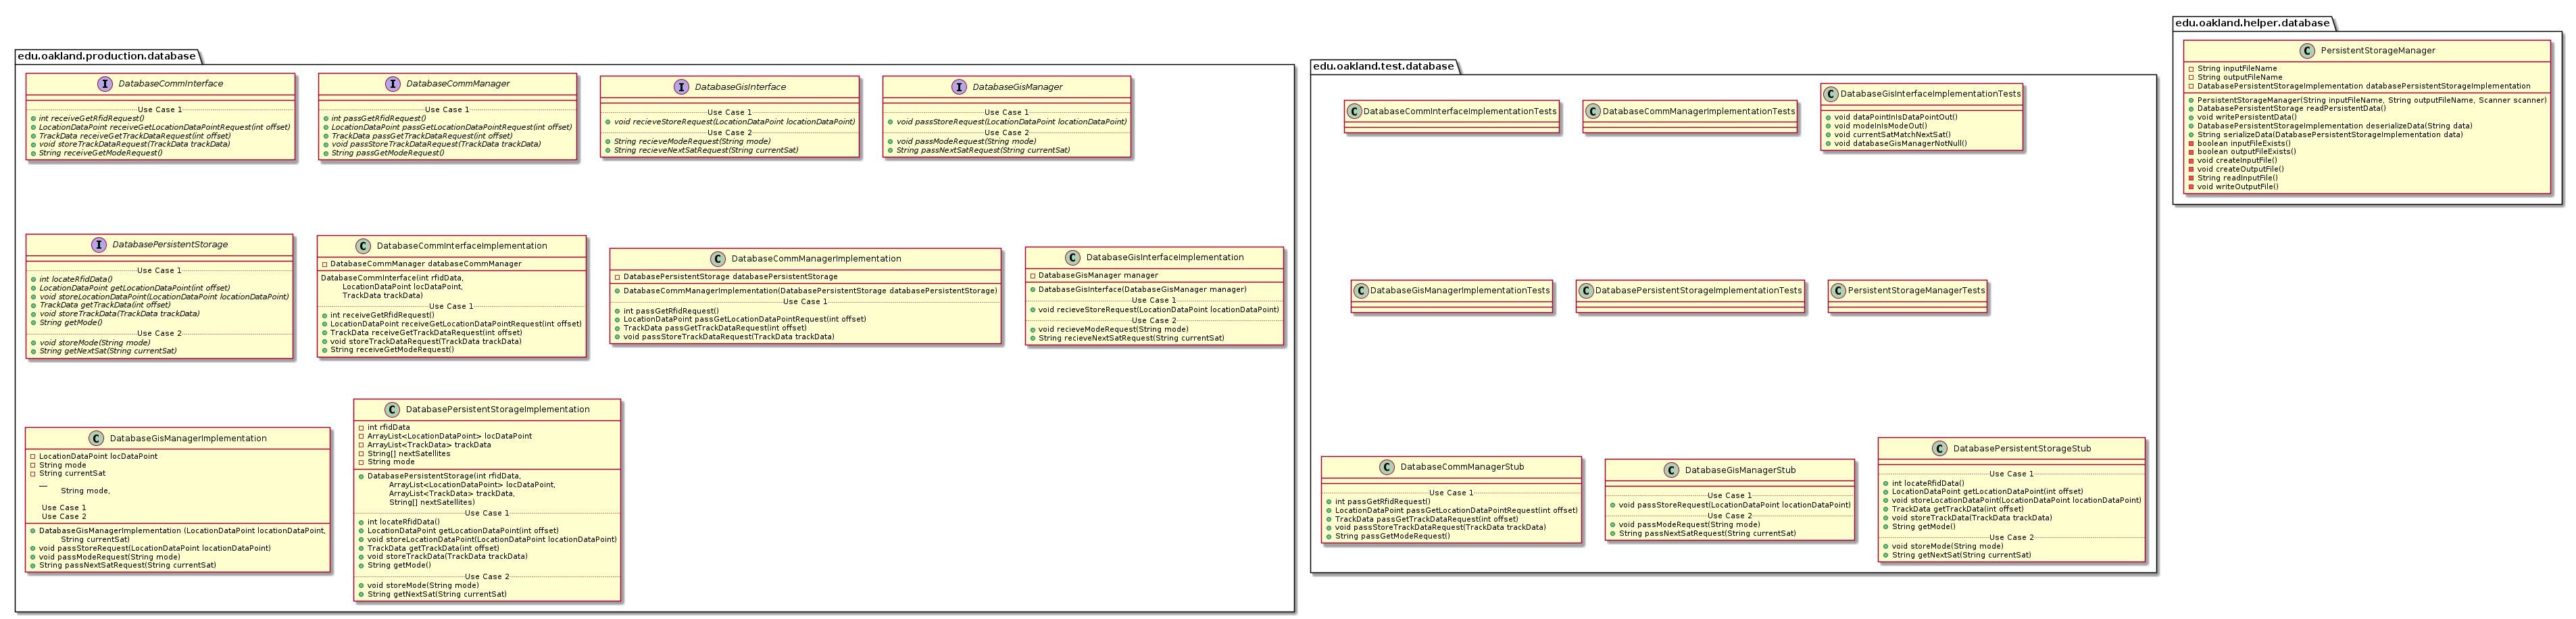 edu.oakland.production.database
DatabaseCommInterface
Use Case 1
int receiveGetRfidRequest()
LocationDataPoint receiveGetLocationDataPointRequest(int offset)
TrackData receiveGetTrackDataRequest(int offset)
void storeTrackDataRequest(TrackData trackData)
String receiveGetModeRequest()
DatabaseCommManager
Use Case 1
int passGetRfidRequest()
LocationDataPoint passGetLocationDataPointRequest(int offset)
TrackData passGetTrackDataRequest(int offset)
void passStoreTrackDataRequest(TrackData trackData)
String passGetModeRequest()
DatabaseGisInterface
Use Case 1
void recieveStoreRequest(LocationDataPoint locationDataPoint)
Use Case 2
String recieveModeRequest(String mode)
String recieveNextSatRequest(String currentSat)
DatabaseGisManager
Use Case 1
void passStoreRequest(LocationDataPoint locationDataPoint)
Use Case 2
void passModeRequest(String mode)
String passNextSatRequest(String currentSat)
DatabasePersistentStorage
Use Case 1
int locateRfidData()
LocationDataPoint getLocationDataPoint(int offset)
void storeLocationDataPoint(LocationDataPoint locationDataPoint)
TrackData getTrackData(int offset)
void storeTrackData(TrackData trackData)
String getMode()
Use Case 2
void storeMode(String mode)
String getNextSat(String currentSat)
DatabaseCommInterfaceImplementation
DatabaseCommManager databaseCommManager
DatabaseCommInterface(int rfidData,
LocationDataPoint locDataPoint,
TrackData trackData)
Use Case 1
int receiveGetRfidRequest()
LocationDataPoint receiveGetLocationDataPointRequest(int offset)
TrackData receiveGetTrackDataRequest(int offset)
void storeTrackDataRequest(TrackData trackData)
String receiveGetModeRequest()
DatabaseCommManagerImplementation
DatabasePersistentStorage databasePersistentStorage
DatabaseCommManagerImplementation(DatabasePersistentStorage databasePersistentStorage)
Use Case 1
int passGetRfidRequest()
LocationDataPoint passGetLocationDataPointRequest(int offset)
TrackData passGetTrackDataRequest(int offset)
void passStoreTrackDataRequest(TrackData trackData)
DatabaseGisInterfaceImplementation
DatabaseGisManager manager
DatabaseGisInterface(DatabaseGisManager manager)
Use Case 1
void recieveStoreRequest(LocationDataPoint locationDataPoint)
Use Case 2
void recieveModeRequest(String mode)
String recieveNextSatRequest(String currentSat)
DatabaseGisManagerImplementation
LocationDataPoint locDataPoint
String mode
String currentSat
__
String mode,
Use Case 1
Use Case 2
DatabaseGisManagerImplementation (LocationDataPoint locationDataPoint,
String currentSat)
void passStoreRequest(LocationDataPoint locationDataPoint)
void passModeRequest(String mode)
String passNextSatRequest(String currentSat)
DatabasePersistentStorageImplementation
int rfidData
ArrayList<LocationDataPoint> locDataPoint
ArrayList<TrackData> trackData
String[] nextSatellites
String mode
DatabasePersistentStorage(int rfidData,
ArrayList<LocationDataPoint> locDataPoint,
ArrayList<TrackData> trackData,
String[] nextSatellites)
Use Case 1
int locateRfidData()
LocationDataPoint getLocationDataPoint(int offset)
void storeLocationDataPoint(LocationDataPoint locationDataPoint)
TrackData getTrackData(int offset)
void storeTrackData(TrackData trackData)
String getMode()
Use Case 2
void storeMode(String mode)
String getNextSat(String currentSat)
edu.oakland.test.database
DatabaseCommInterfaceImplementationTests
DatabaseCommManagerImplementationTests
DatabaseGisInterfaceImplementationTests
void dataPointInIsDataPointOut()
void modeInIsModeOut()
void currentSatMatchNextSat()
void databaseGisManagerNotNull()
DatabaseGisManagerImplementationTests
DatabasePersistentStorageImplementationTests
PersistentStorageManagerTests
DatabaseCommManagerStub
Use Case 1
int passGetRfidRequest()
LocationDataPoint passGetLocationDataPointRequest(int offset)
TrackData passGetTrackDataRequest(int offset)
void passStoreTrackDataRequest(TrackData trackData)
String passGetModeRequest()
DatabaseGisManagerStub
Use Case 1
void passStoreRequest(LocationDataPoint locationDataPoint)
Use Case 2
void passModeRequest(String mode)
String passNextSatRequest(String currentSat)
DatabasePersistentStorageStub
Use Case 1
int locateRfidData()
LocationDataPoint getLocationDataPoint(int offset)
void storeLocationDataPoint(LocationDataPoint locationDataPoint)
TrackData getTrackData(int offset)
void storeTrackData(TrackData trackData)
String getMode()
Use Case 2
void storeMode(String mode)
String getNextSat(String currentSat)
edu.oakland.helper.database
PersistentStorageManager
String inputFileName
String outputFileName
DatabasePersistentStorageImplementation databasePersistentStorageImplementation
PersistentStorageManager(String inputFileName, String outputFileName, Scanner scanner)
DatabasePersistentStorage readPersistentData()
void writePersistentData()
DatabasePersistentStorageImplementation deserializeData(String data)
String serializeData(DatabasePersistentStorageImplementation data)
boolean inputFileExists()
boolean outputFileExists()
void createInputFile()
void createOutputFile()
String readInputFile()
void writeOutputFile()